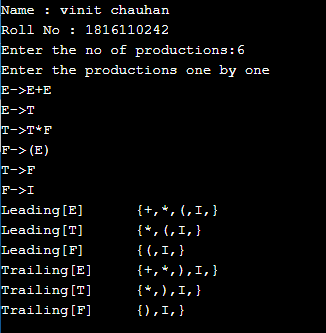 Name : vinit chauhan
Roll No : 1816110242
Enter the no of productions:6
Enter the productions one by one
E->E+E
E->T
T->T*F
F->(E)
T->F
F->I
Leading[E]      {+,*,(,I,}
Leading[T]      {*,(,I,}
Leading[F]      {(,I,}
Trailing[E]     {+,*,),I,}
Trailing[T]     {*,),I,}
Trailing[F]     {),I,}